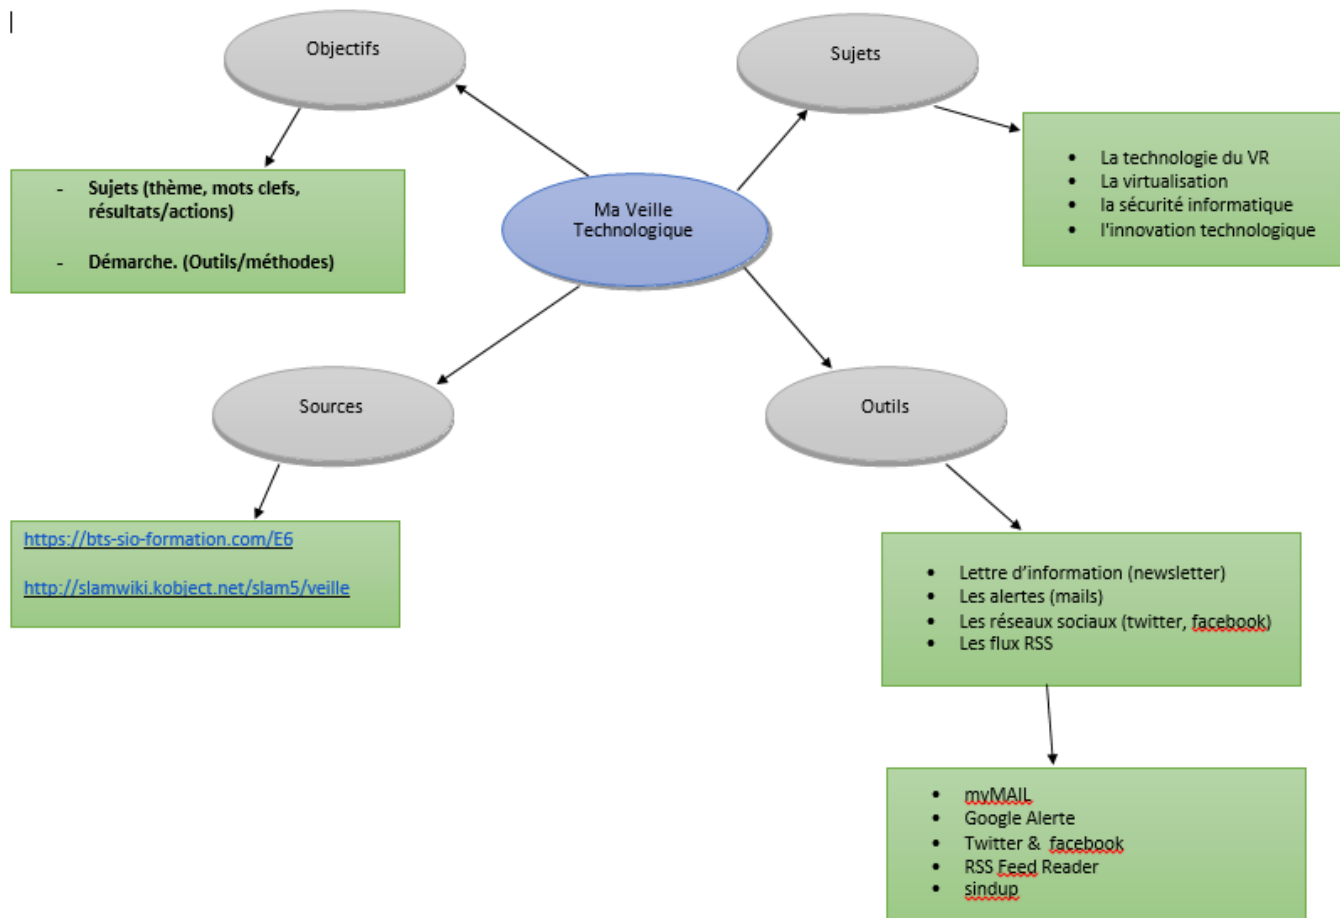 Objectifs
- Sujets (thème, mots clefs,
résultats/actions)
- Démarche. (Outils/méthodes)
Sujets
• La technologie du VR
• La virtualisation
• la sécurité informatique
• l'innovation technologique
Ma Veille
Technologique
Sources
https://bts-sio-formation.com/E6
http://slamwiki.kobject.net/slam5/veille
Outils
• Lettre d’information (newsletter)
• Les alertes (mails)
• Les réseaux sociaux (twitter, facebook)
• Les flux RSS
• myMAIL
• Google Alerte
• Twitter & facebook
• RSS Feed Reader
• sindup